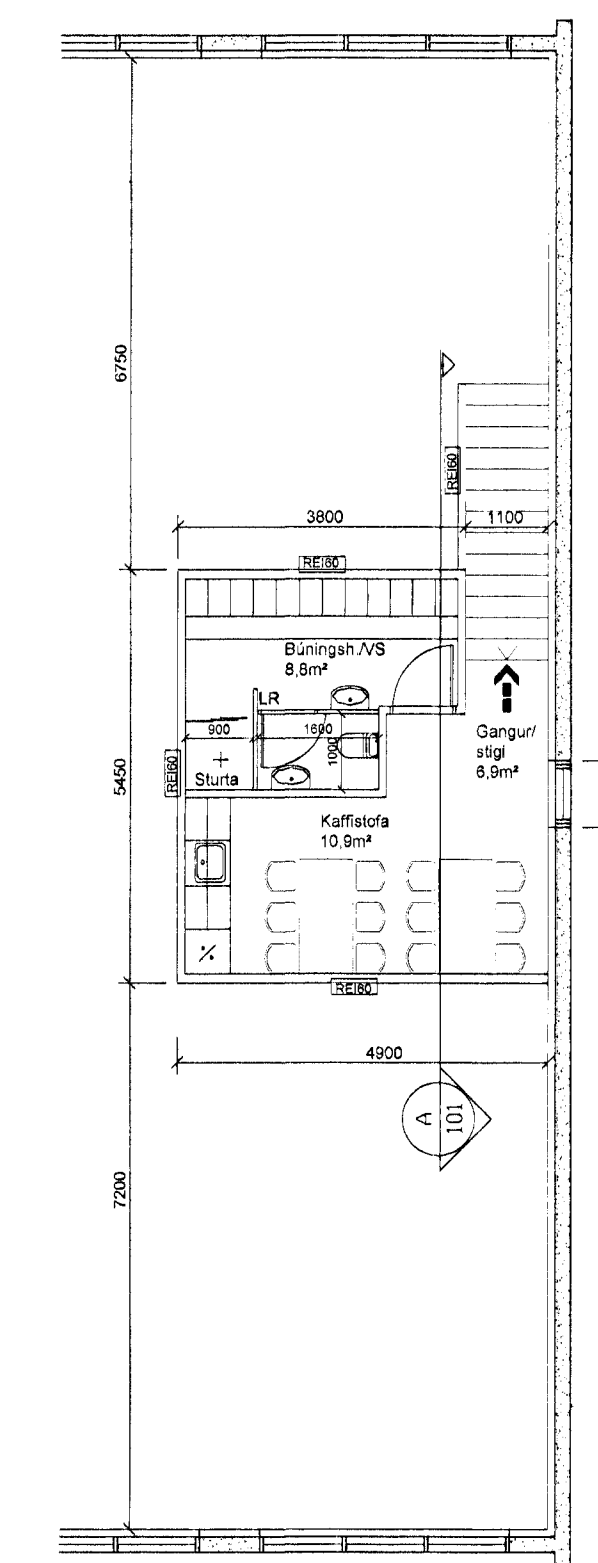 6750
REI60
3800
1100
REI60
Búningsh./VS
8,8m²
LR
900
1600
1000
Gangur/
stigi
6,9m²
REI60
Sturta
5450
Kaffistofa
10,9m²
%
REI60
4900
A
101
7200